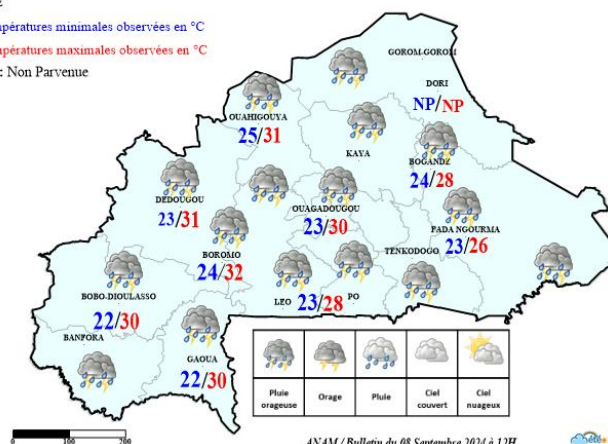 températures minimales observées en °C
températures maximales observées en °C
: Non Parvenue
GOROM-GOROM
DORI
NP/NP
OUAHIGOUYA
25/31
KAYA
BOGANDE
24/28
DEDOUGOU
23/31
OUAGADOUGOU
23/30
FADA NGOURMA
23/26
BOROMO
24/32
TENKODOGO
BOBO-DIOULASSO
22/30
LEO
23/28
PO
BANFORA
GAOUA
22/30
Pluie orageuse
Orage
Pluie
Ciel couvert
Ciel nuageux
100
200
ANAM / Bulletin du 08 Septembre 2024 à 12H